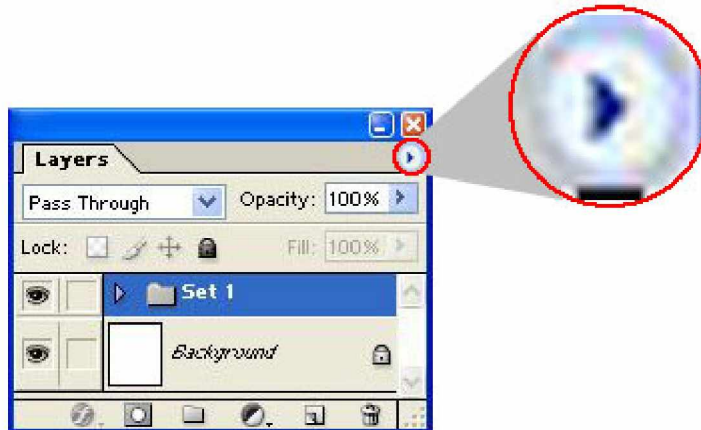 Layers
Pass Through Opacity: 100%
Lock: Fill: 100%
Set 1
Background